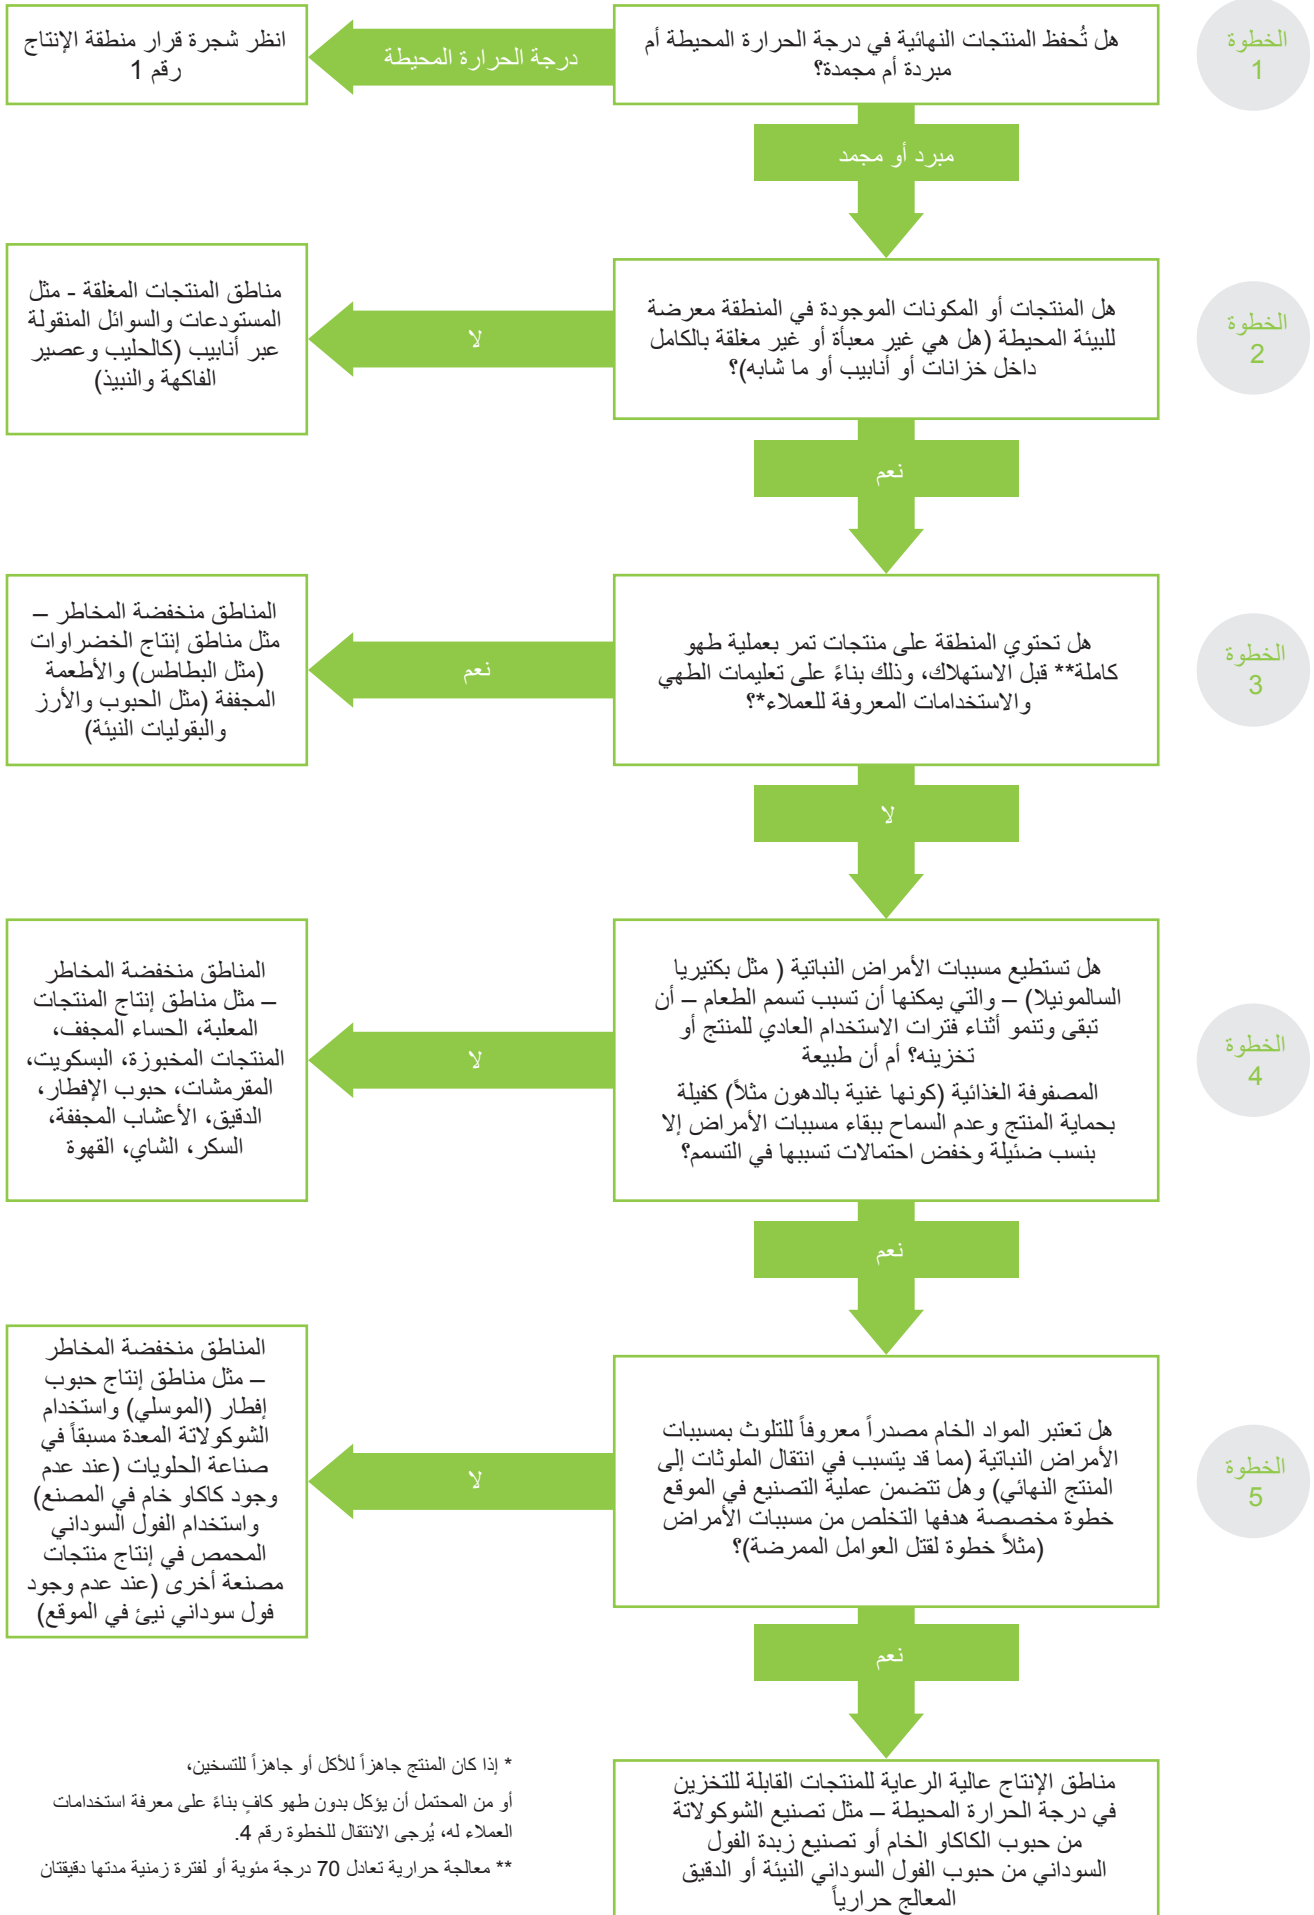 الخطوة
1
هل تُحفظ المنتجات النهائية في درجة الحرارة المحيطة أم
مبردة أم مجمدة؟
درجة الحرارة المحيطة
انظر شجرة قرار منطقة الإنتاج
رقم 1
مبرد أو مجمد
الخطوة
2
هل المنتجات أو المكونات الموجودة في المنطقة معرضة
للبيئة المحيطة (هل هي غير معبأة أو غير مغلقة بالكامل
داخل خزانات أو أنابيب أو ما شابه)؟
لا
مناطق المنتجات المغلقة - مثل
المستودعات والسوائل المنقولة
عبر أنابيب (كالحليب وعصير
الفاكهة والنبيذ)
نعم
الخطوة
3
هل تحتوي المنطقة على منتجات تمر بعملية طهو
كاملة** قبل الاستهلاك، وذلك بناءً على تعليمات الطهي
والاستخدامات المعروفة للعملاء*؟
نعم
المناطق منخفضة المخاطر –
مثل مناطق إنتاج الخضراوات
(مثل البطاطس) والأطعمة
المجففة (مثل الحبوب والأرز
والبقوليات النيئة)
لا
الخطوة
4
هل تستطيع مسببات الأمراض النباتية ( مثل بكتيريا
السالمونيلا) – والتي يمكنها أن تسبب تسمم الطعام – أن
تبقى وتنمو أثناء فترات الاستخدام العادي للمنتج أو
تخزينه؟ أم أن طبيعة
المصفوفة الغذائية (كونها غنية بالدهون مثلاً) كفيلة
بحماية المنتج وعدم السماح ببقاء مسببات الأمراض إلا
بنسب ضئيلة وخفض احتمالات تسببها في التسمم؟
لا
المناطق منخفضة المخاطر
– مثل مناطق إنتاج المنتجات
المعلبة، الحساء المجفف،
المنتجات المخبوزة، البسكويت،
المقرمشات، حبوب الإفطار،
الدقيق، الأعشاب المجففة،
السكر، الشاي، القهوة
نعم
الخطوة
5
هل تعتبر المواد الخام مصدراً معروفاً للتلوث بمسببات
الأمراض النباتية (مما قد يتسبب في انتقال الملوثات إلى
المنتج النهائي) وهل تتضمن عملية التصنيع في الموقع
خطوة مخصصة هدفها التخلص من مسببات الأمراض
(مثلاً خطوة لقتل العوامل الممرضة)؟
لا
المناطق منخفضة المخاطر
– مثل مناطق إنتاج حبوب
إفطار (الموسلي) واستخدام
الشوكولاتة المعدة مسبقاً في
صناعة الحلويات (عند عدم
وجود كاكاو خام في المصنع)
واستخدام الفول السوداني
المحمص في إنتاج منتجات
مصنعة أخرى (عند عدم وجود
فول سوداني نيئ في الموقع)
نعم
مناطق الإنتاج عالية الرعاية للمنتجات القابلة للتخزين
في درجة الحرارة المحيطة – مثل تصنيع الشوكولاتة
من حبوب الكاكاو الخام أو تصنيع زبدة الفول
السوداني من حبوب الفول السوداني النيئة أو الدقيق
المعالج حرارياً
* إذا كان المنتج جاهزاً للأكل أو جاهزاً للتسخين،
أو من المحتمل أن يؤكل بدون طهو كافٍ بناءً على معرفة استخدامات
العملاء له، يُرجى الانتقال للخطوة رقم 4.
** معالجة حرارية تعادل 70 درجة مئوية أو لفترة زمنية مدتها دقيقتان